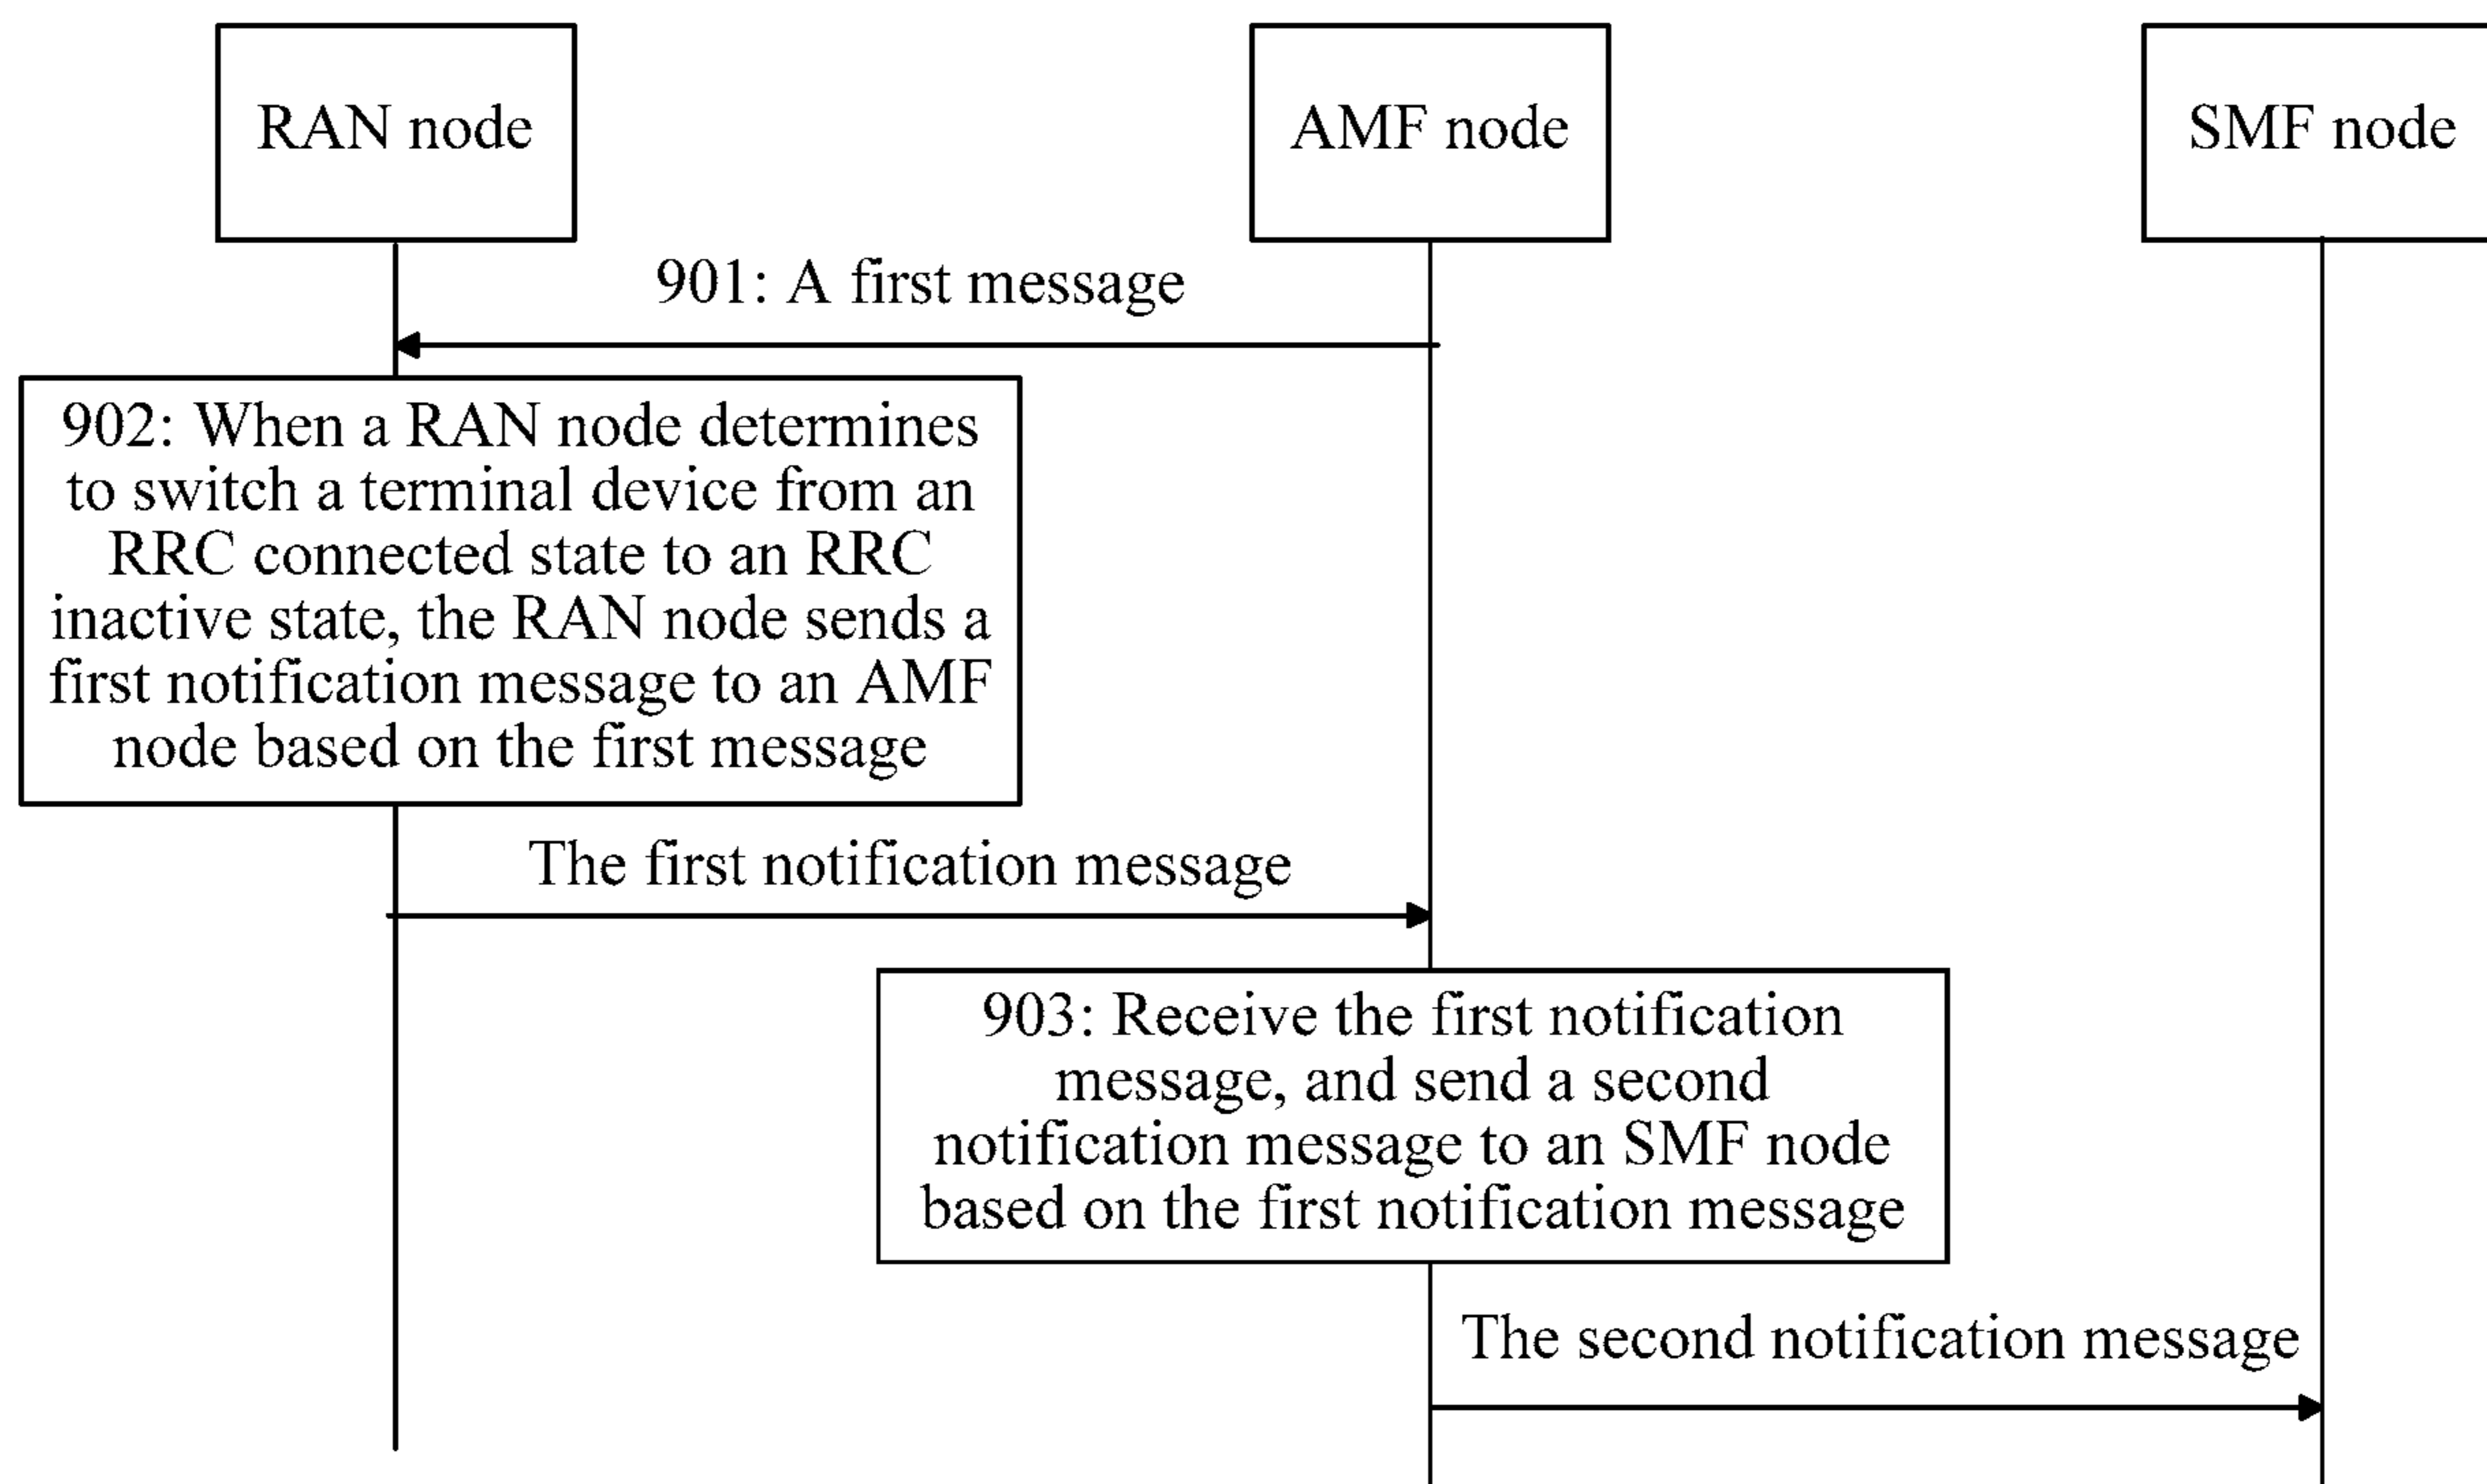 RAN node
AMF node
SMF node
901: A first message
902: When a RAN node determines
to switch a terminal device from an
RRC connected state to an RRC
inactive state, the RAN node sends a
first notification message to an AMF
node based on the first message
The first notification message
903: Receive the first notification
message, and send a second
notification message to an SMF node
based on the first notification message
The second notification message